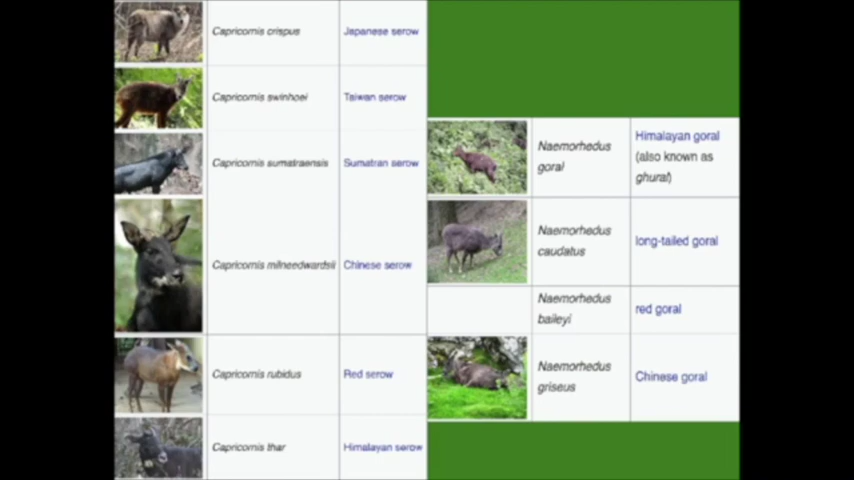 Capricornis crispus
Japanese serow
Capricornis swinhoei
Taiwan serow
Capricornis sumatraensis
Sumatran serow
Capricornis milneedwardsii
Chinese serow
Capricornis rubidus
Red serow
Capricornis thar
Himalayan serow
Naemorhedus
goral
Himalayan goral
(also known as
ghural)
Naemorhedus
caudatus
long-tailed goral
Naemorhedus
baileyi
red goral
Naemorhedus
griseus
Chinese goral